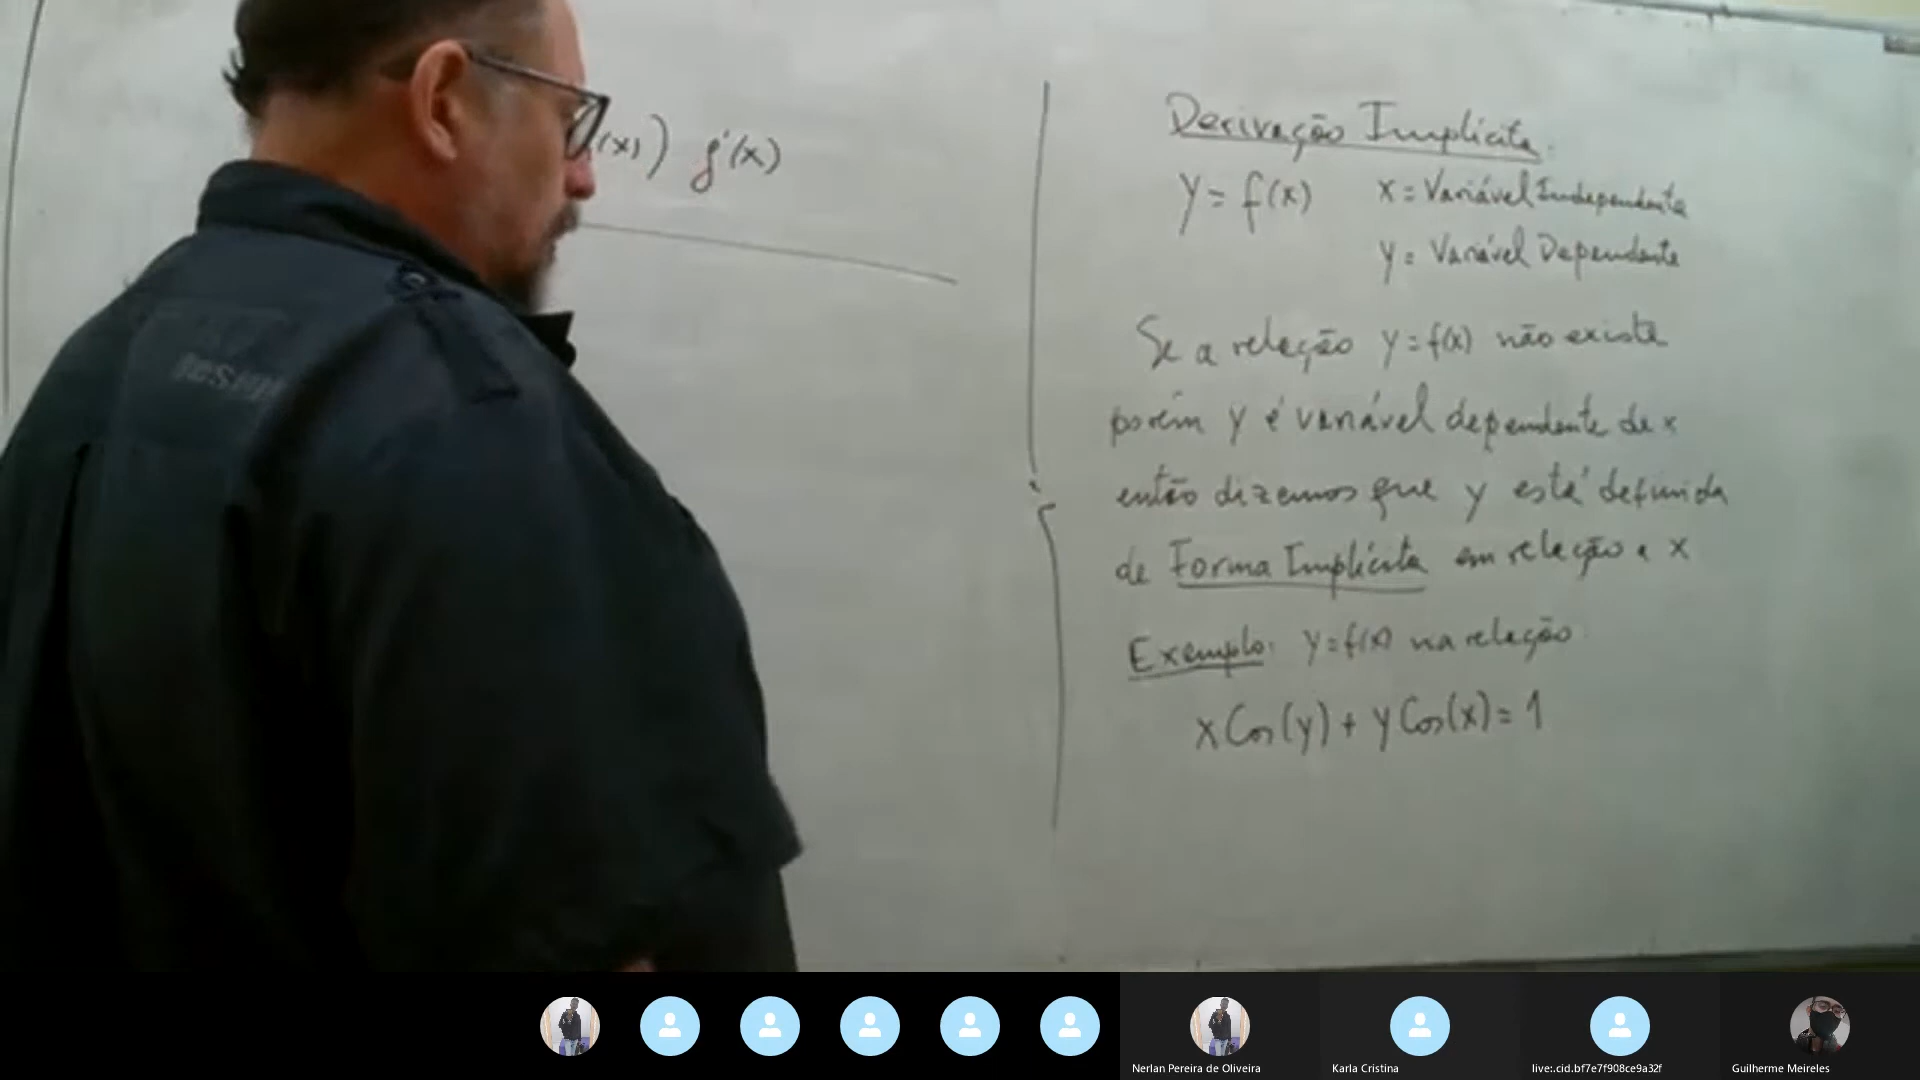 (x)) g'(x)
Derivação Implícita.
y = f(x) x = Variável Independente
y = Variável Dependente
Se a relação y = f(x) não existe
porém y é variável dependente de x
então dizemos que y está definida
de Forma Implícita em relação a x
Exemplo: y = f(x) na relação
x Cos(y) + y Cos(x) = 1
Nerlan Pereira de Oliveira
Karla Cristina
live:.cid.bf7e7f908ce9a32f
Guilherme Meireles